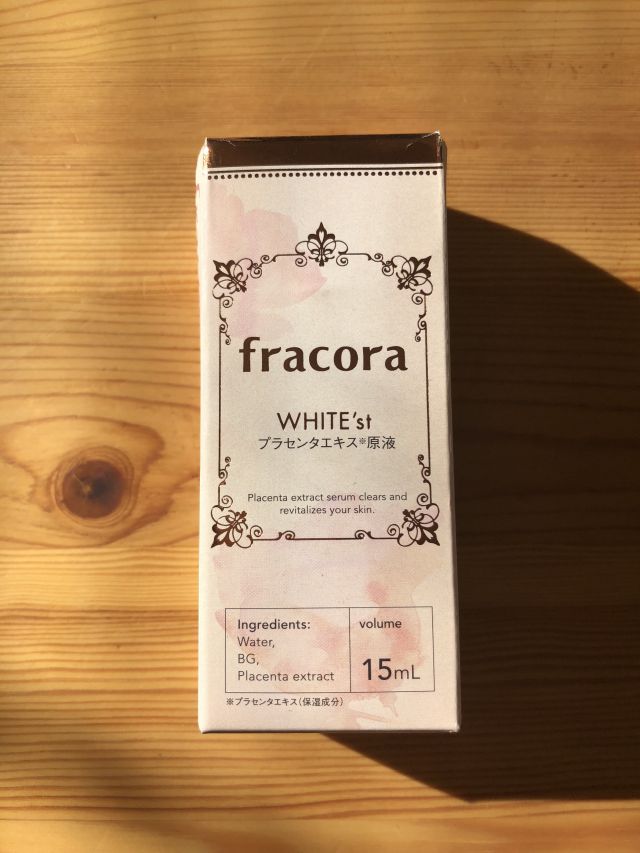 fracora
WHITE'st
プラセンタエキス※原液
Placenta extract serum clears and
revitalizes your skin.
Ingredients:
Water,
BG,
Placenta extract
volume
15mL
※プラセンタエキス(保湿成分)